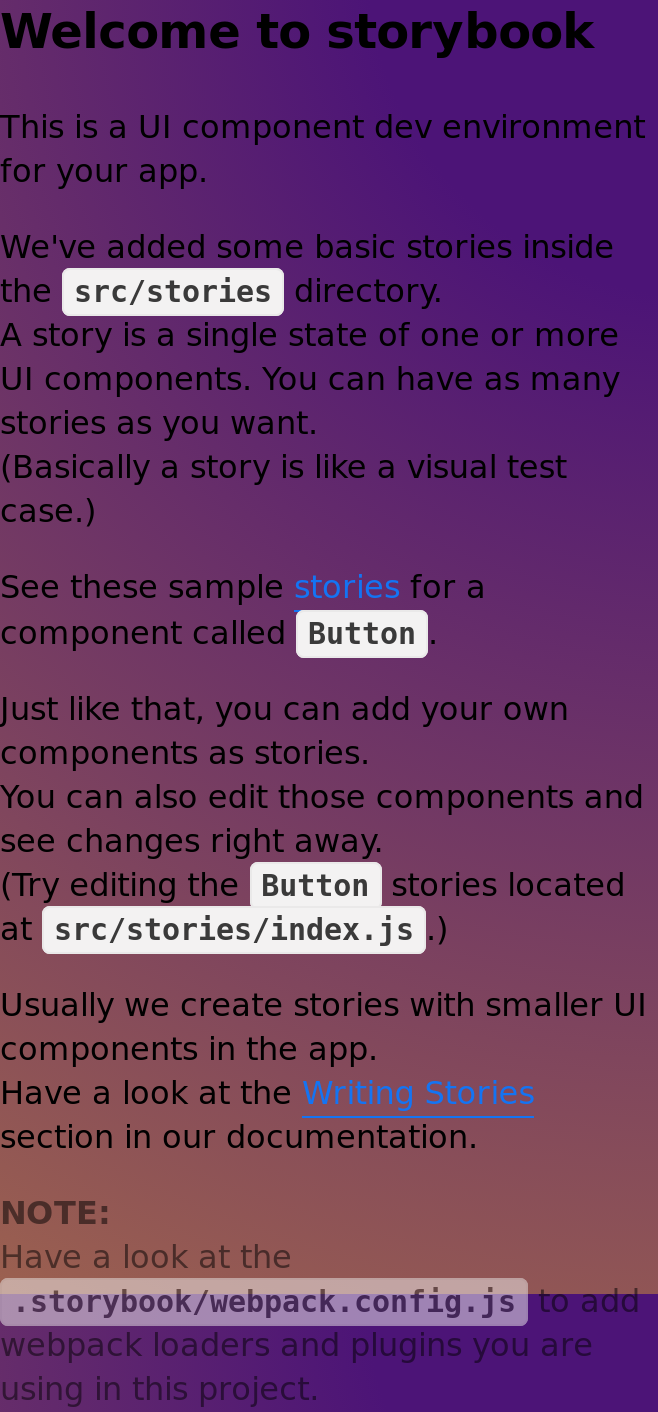 Welcome to storybook
This is a UI component dev environment
for your app.
We've added some basic stories inside
the src/stories directory.
A story is a single state of one or more
UI components. You can have as many
stories as you want.
(Basically a story is like a visual test
case.)
See these sample stories for a
component called Button.
Just like that, you can add your own
components as stories.
You can also edit those components and
see changes right away.
(Try editing the Button stories located
at src/stories/index.js.)
Usually we create stories with smaller UI
components in the app.
Have a look at the Writing Stories
section in our documentation.
NOTE:
Have a look at the
.storybook/webpack.config.js to add
webpack loaders and plugins you are
using in this project.